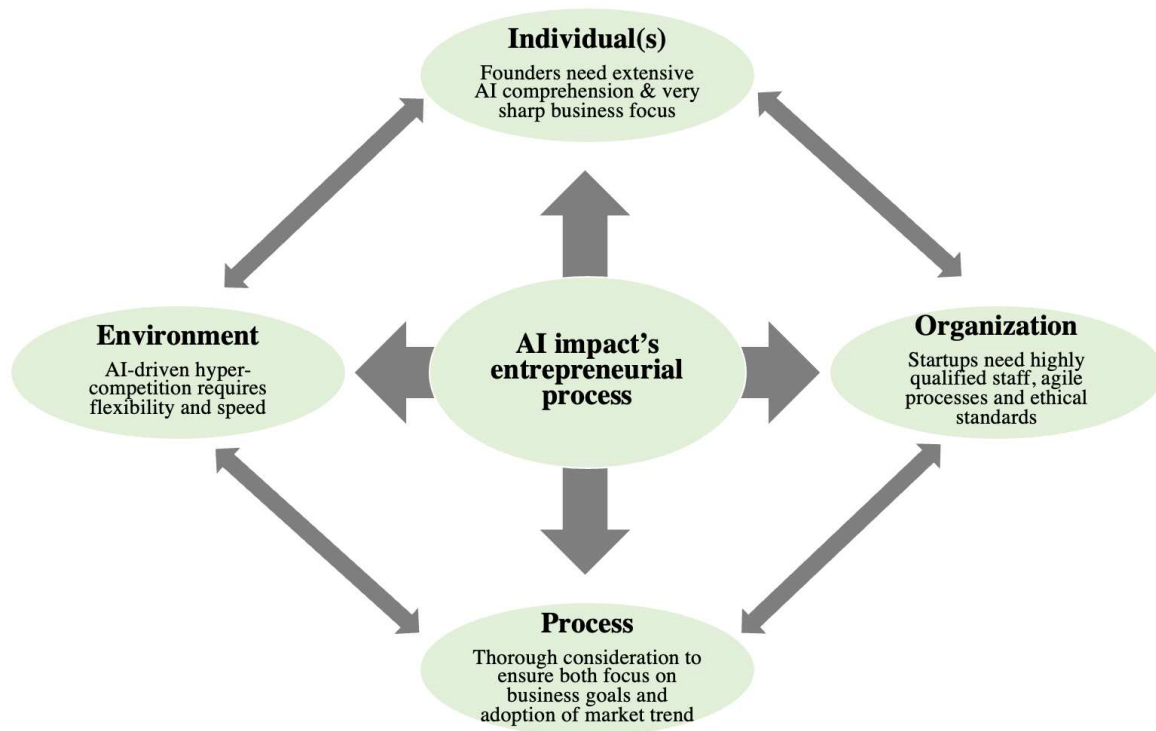 Individual(s)
Founders need extensive
AI comprehension & very
sharp business focus
Environment
AI-driven hyper-
competition requires
flexibility and speed
AI impact's
entrepreneurial
process
Organization
Startups need highly
qualified staff, agile
processes and ethical
standards
Process
Thorough consideration to
ensure both focus on
business goals and
adoption of market trend